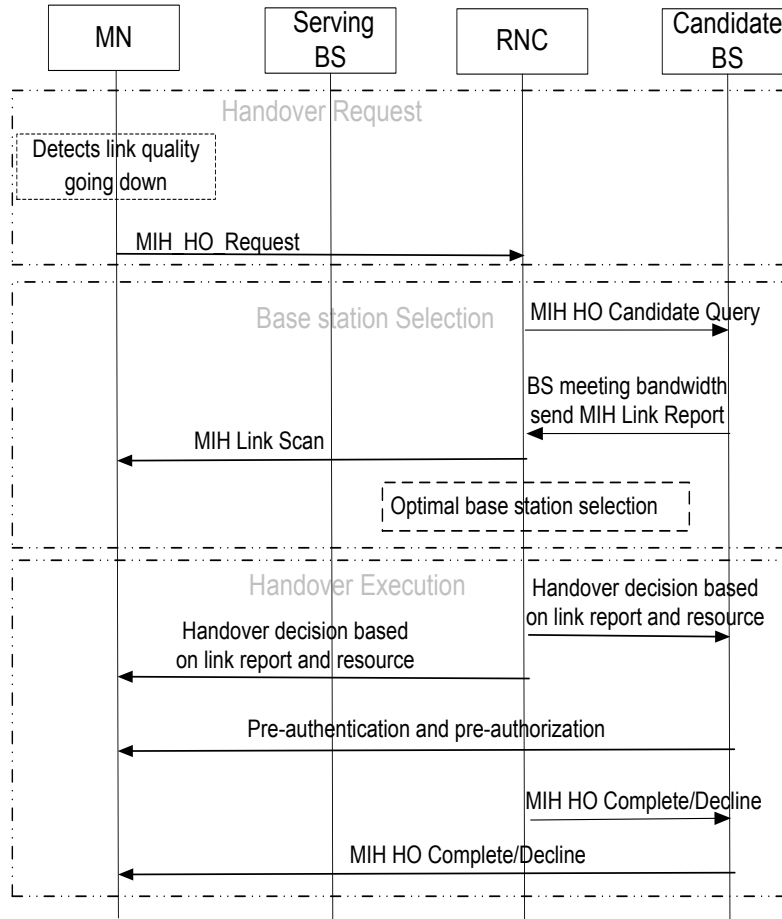 MN
Serving
BS
RNC
Candidate
BS
Handover Request
Detects link quality
going down
MIH_HO_Request
Base station Selection
MIH HO Candidate Query
BS meeting bandwidth
send MIH Link Report
MIH Link Scan
Optimal base station selection
Handover Execution
Handover decision based
on link report and resource
Handover decision based
on link report and resource
Pre-authentication and pre-authorization
MIH HO Complete/Decline
MIH HO Complete/Decline